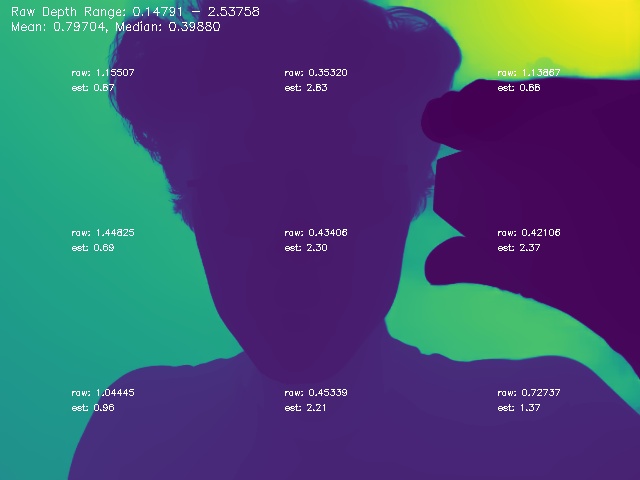 Raw Depth Range: 0.14791 - 2.53758
Mean: 0.79704, Median: 0.39880
raw: 1.15507
raw: 0.35320
raw: 1.13867
est: 0.87
est: 2.83
est: 0.88
raw: 1.44825
raw: 0.43406
raw: 0.42106
est: 0.69
est: 2.30
est: 2.37
raw: 1.04445
raw: 0.45339
raw: 0.72737
est: 0.96
est: 2.21
est: 1.37